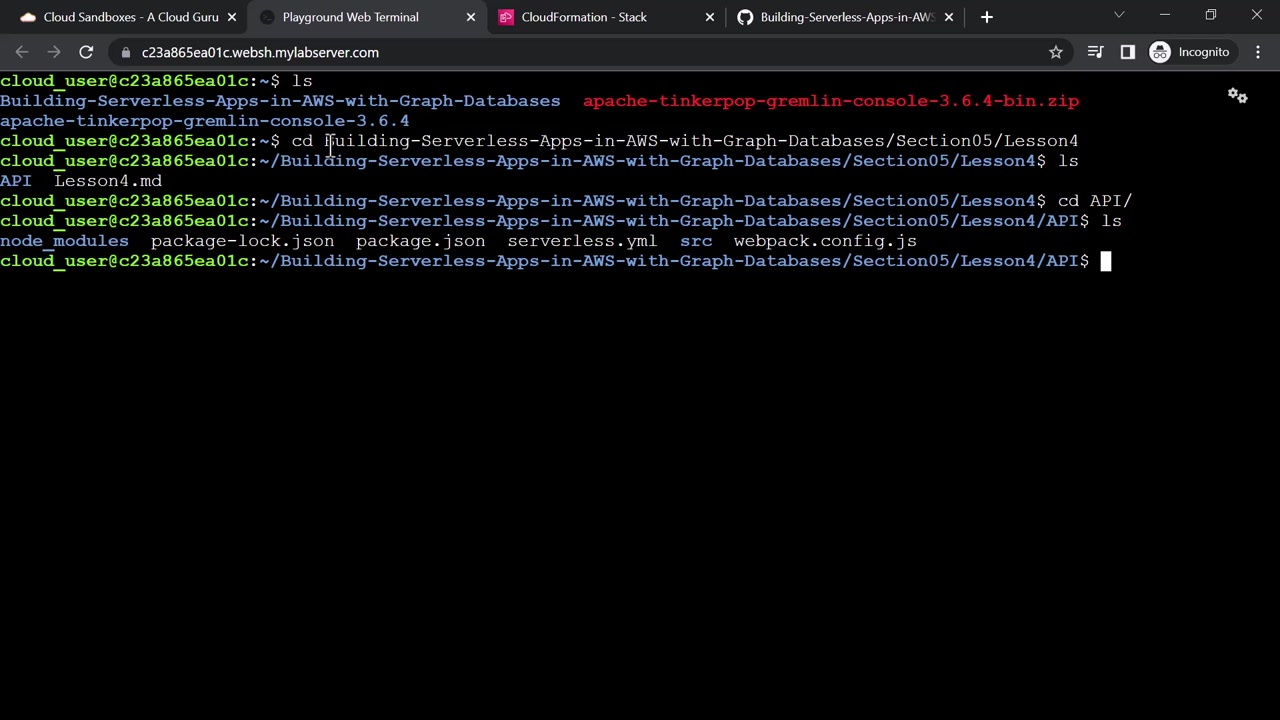 Cloud Sandboxes - A Cloud Guru
Playground Web Terminal
CloudFormation - Stack
Building-Serverless-Apps-in-AWS
c23a865ea01c.websh.mylabserver.com
Incognito
cloud_user@c23a865ea01c:~$ ls
Building-Serverless-Apps-in-AWS-with-Graph-Databases apache-tinkerpop-gremlin-console-3.6.4-bin.zip
apache-tinkerpop-gremlin-console-3.6.4
cloud_user@c23a865ea01c:~$ cd Building-Serverless-Apps-in-AWS-with-Graph-Databases/Section05/Lesson4
cloud_user@c23a865ea01c:~/Building-Serverless-Apps-in-AWS-with-Graph-Databases/Section05/Lesson4$ ls
API Lesson4.md
cloud_user@c23a865ea01c:~/Building-Serverless-Apps-in-AWS-with-Graph-Databases/Section05/Lesson4$ cd API/
cloud_user@c23a865ea01c:~/Building-Serverless-Apps-in-AWS-with-Graph-Databases/Section05/Lesson4/API$ ls
node_modules package-lock.json package.json serverless.yml src webpack.config.js
cloud_user@c23a865ea01c:~/Building-Serverless-Apps-in-AWS-with-Graph-Databases/Section05/Lesson4/API$